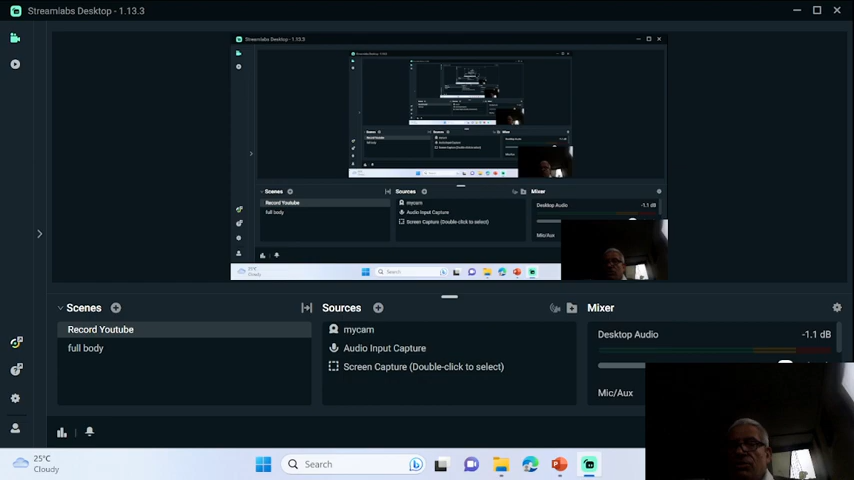 Streamlabs Desktop - 1.13.3
Streamlabs Desktop - 1.13.3
Scenes
Sources
Mixer
Record Youtube
full body
mycam
Audio Input Capture
Screen Capture (Double-click to select)
Desktop Audio
-1.1 dB
Mic/Aux
Search
Scenes
Sources
Mixer
Record Youtube
full body
mycam
Audio Input Capture
Screen Capture (Double-click to select)
Desktop Audio
-1.1 dB
Mic/Aux
25°C
Cloudy
Search